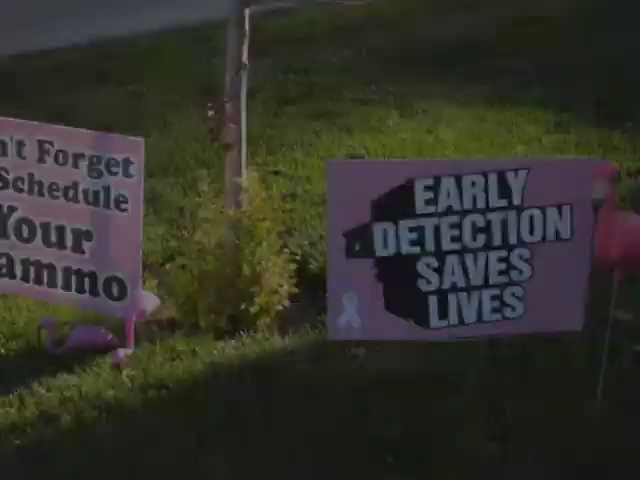 n't Forget
Schedule
Your
ammo
EARLY
DETECTION
SAVES
LIVES